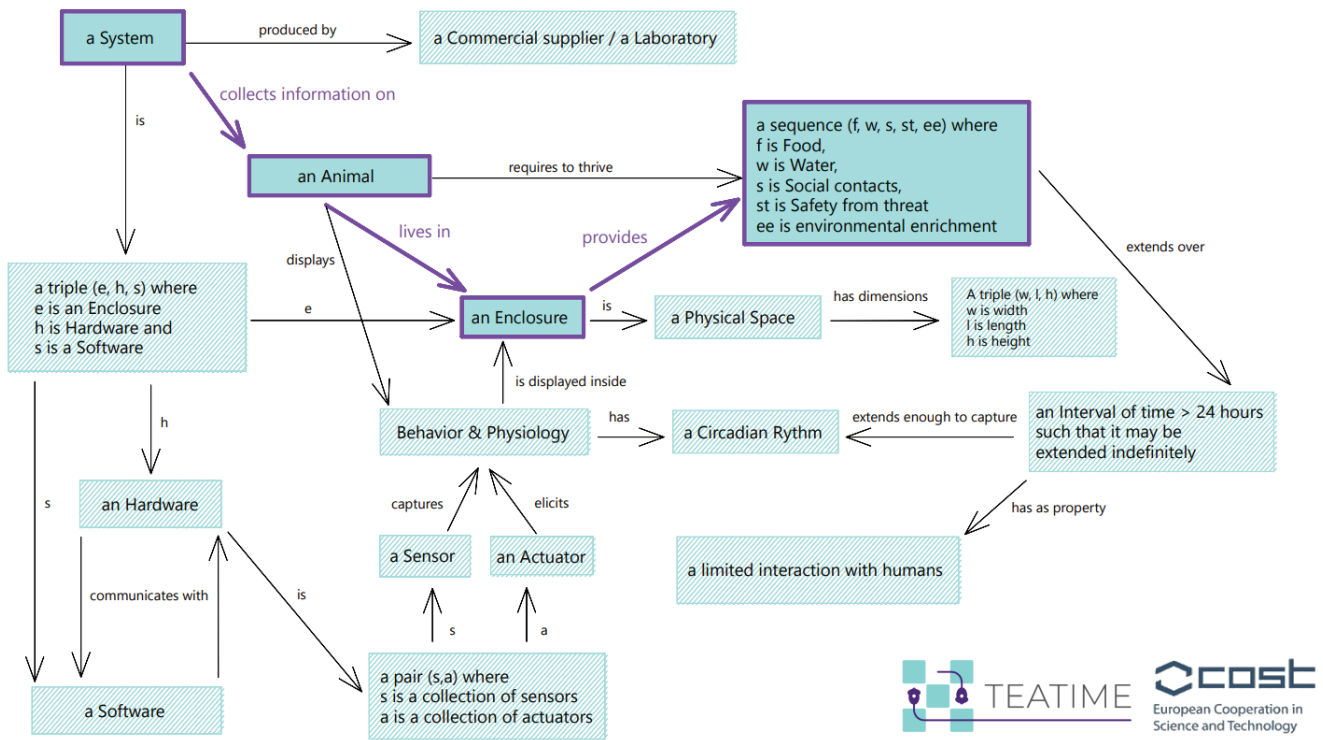 a System
produced by
a Commercial supplier / a Laboratory
collects information on
is
a sequence (f, w, s, st, ee) where
f is Food,
w is Water,
s is Social contacts,
st is Safety from threat
ee is environmental enrichment
an Animal
requires to thrive
lives in
provides
displays
extends over
a triple (e, h, s) where
e is an Enclosure
h is Hardware and
s is a Software
e
an Enclosure
is
a Physical Space
has dimensions
A triple (w, l, h) where
w is width
l is length
h is height
is displayed inside
Behavior & Physiology
has
a Circadian Rythm
extends enough to capture
an Interval of time > 24 hours
such that it may be
extended indefinitely
h
s
an Hardware
captures
elicits
has as property
a Sensor
an Actuator
a limited interaction with humans
communicates with
is
s
a
a pair (s,a) where
s is a collection of sensors
a is a collection of actuators
a Software
TEATIME
cost
European Cooperation in
Science and Technology